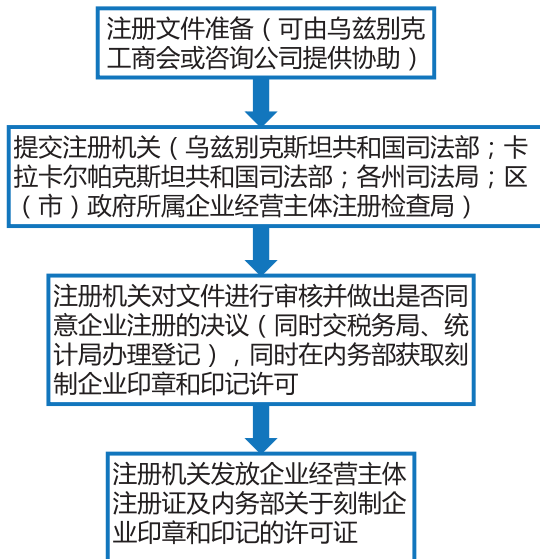 注册文件准备（可由乌兹别克
工商会或咨询公司提供协助）
提交注册机关（乌兹别克斯坦共和国司法部；卡
拉卡尔帕克斯坦共和国司法部；各州司法局；区
（市）政府所属企业经营主体注册检查局）
注册机关对文件进行审核并做出是否同
意企业注册的决议（同时交税务局、统
计局办理登记），同时在内务部获取刻
制企业印章和印记许可
注册机关发放企业经营主体
注册证及内务部关于刻制企
业印章和印记的许可证